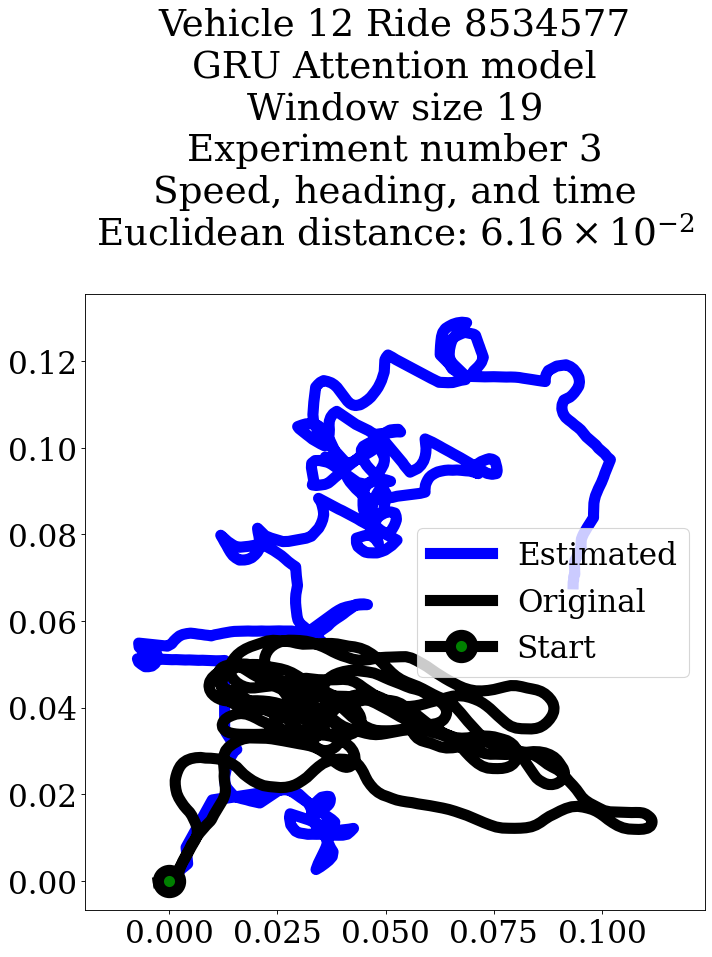 Vehicle 12 Ride 8534577
GRU Attention model
Window size 19
Experiment number 3
Speed, heading, and time
Euclidean distance: 6.16 × 10⁻²
0.12
0.10
0.08
0.06
0.04
0.02
0.00
Estimated
Original
Start
0.000 0.025 0.050 0.075 0.100